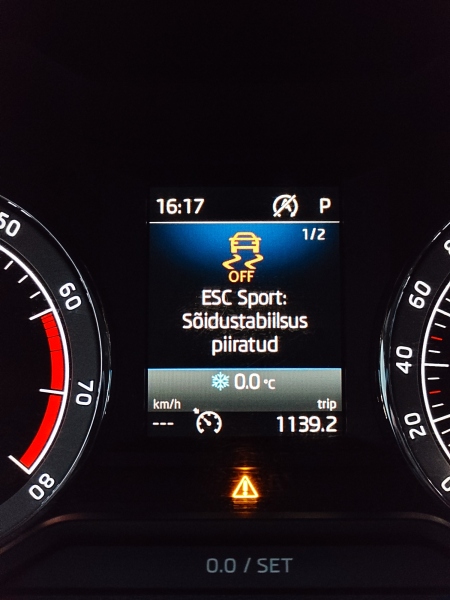 16:17 P
1/2
OFF
ESC Sport:
Sõidustabiilsus
piiratud
0.0 °C
km/h trip
--- 1139.2
50
60
70
80
60
40
20
0.0 / SET